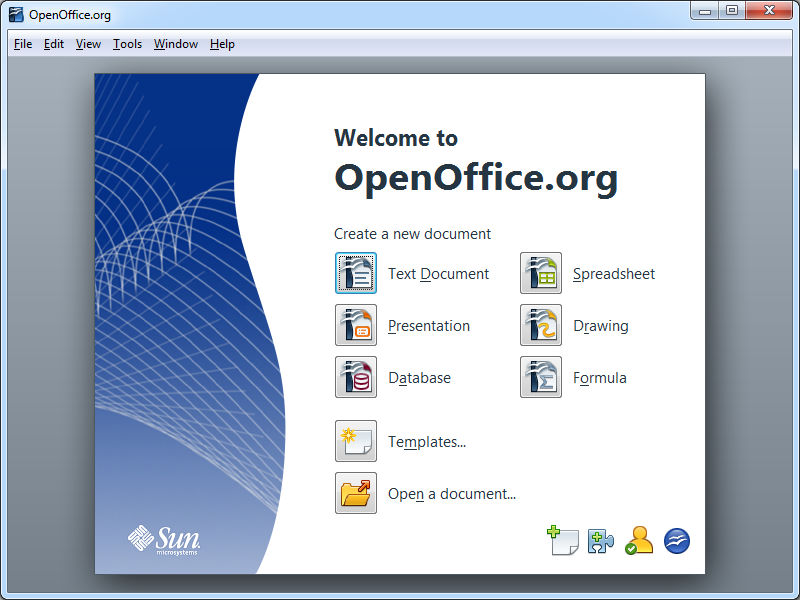 OpenOffice.org
File Edit View Tools Window Help
Welcome to
OpenOffice.org
Create a new document
Text Document Spreadsheet
Presentation Drawing
Database Formula
Templates...
Open a document...
Sun
microsystems